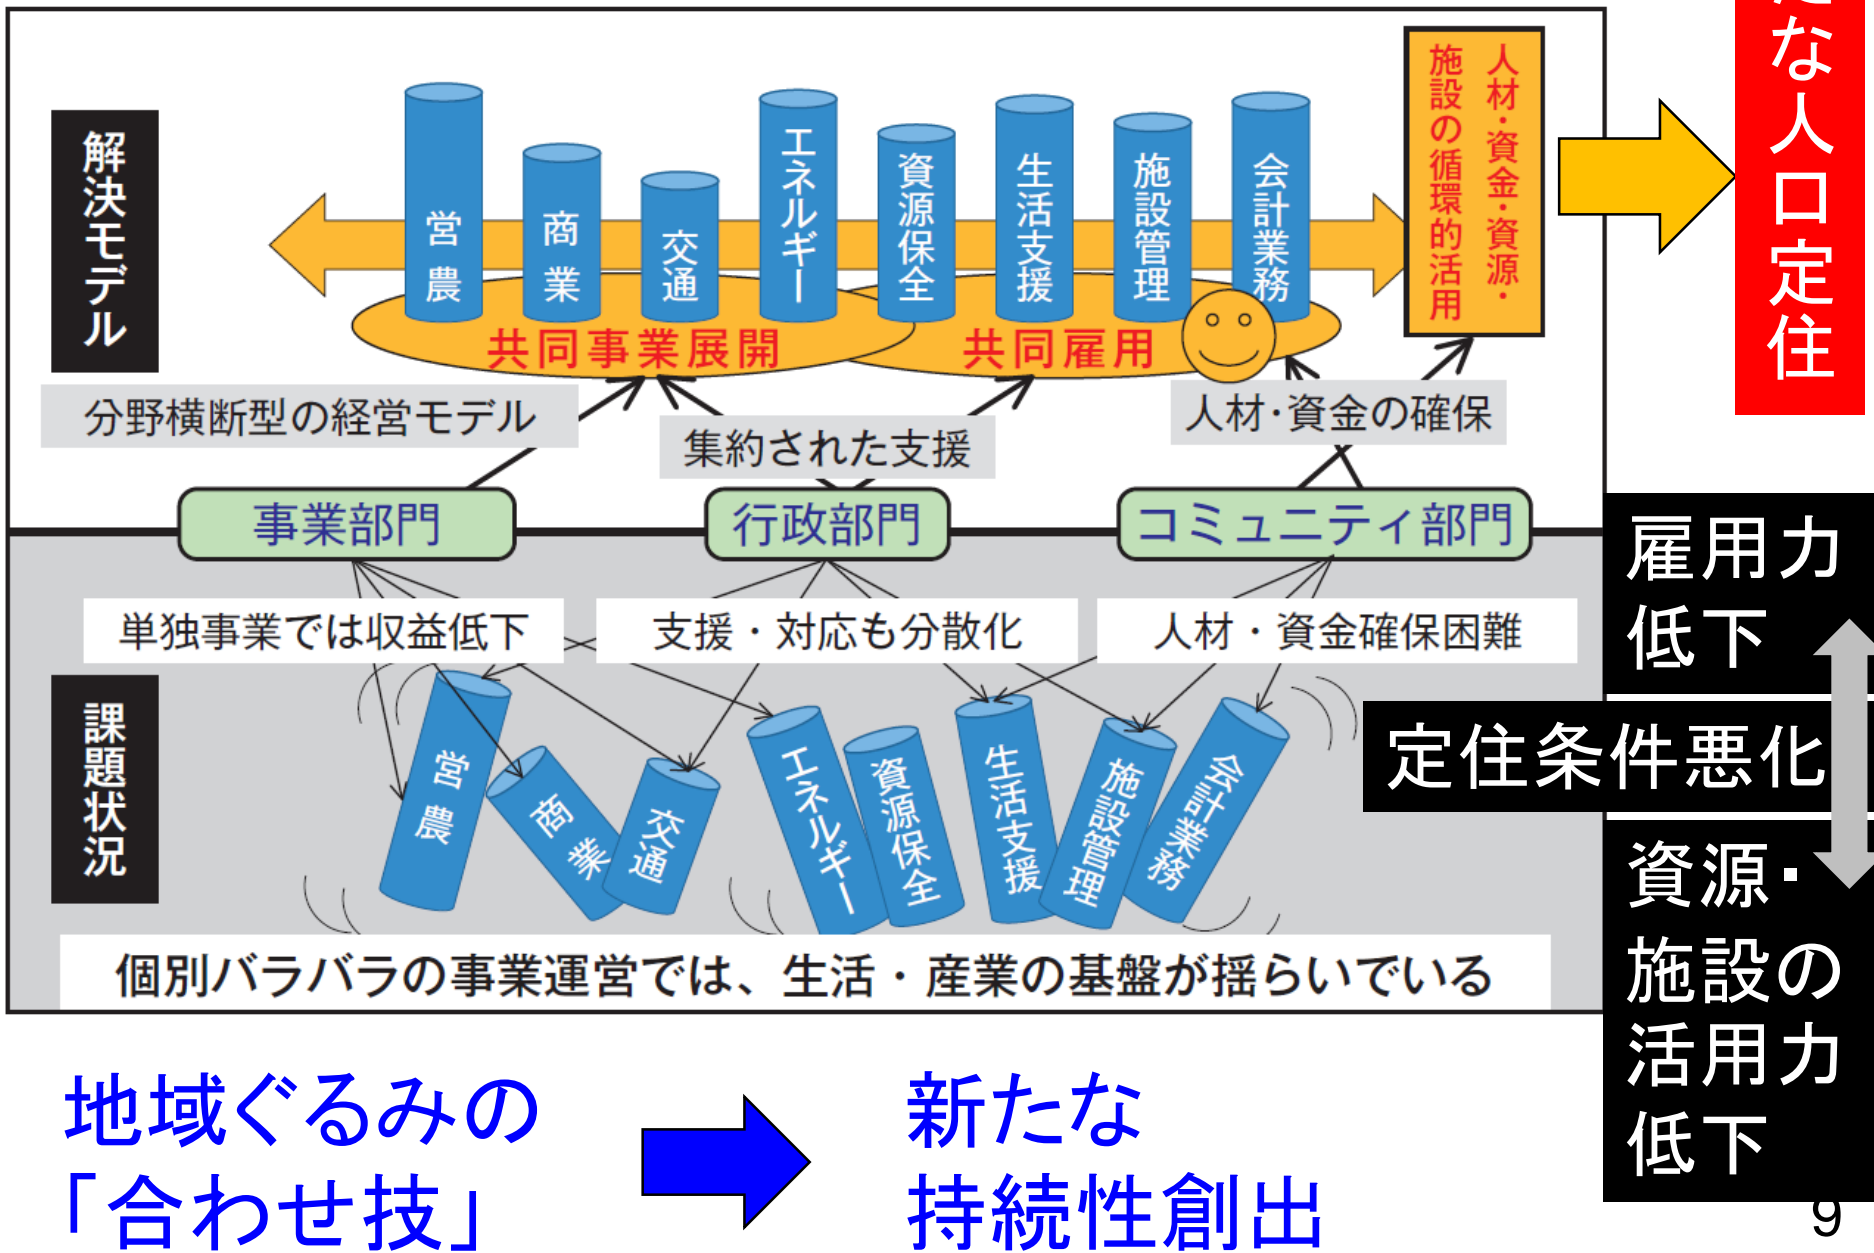 解決モデル
営農
商業
交通
エネルギー
資源保全
生活支援
施設管理
会計業務
人材・資金・資源・
施設の循環的活用
な人口定住
共同事業展開
共同雇用
分野横断型の経営モデル
集約された支援
人材・資金の確保
事業部門
行政部門
コミュニティ部門
単独事業では収益低下
支援・対応も分散化
人材・資金確保困難
課題状況
営農
商業
交通
エネルギー
資源保全
生活支援
施設管理
会計業務
個別バラバラの事業運営では、生活・産業の基盤が揺らいでいる
雇用力
低下
定住条件悪化
資源・
施設の
活用力
低下
地域ぐるみの
「合わせ技」
新たな
持続性創出
9